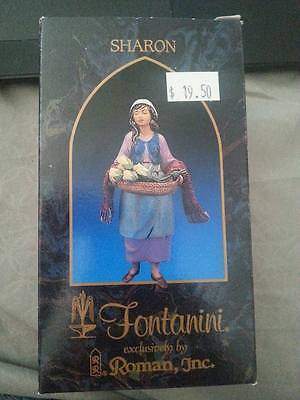 SHARON
$ 19.50
Fontanini®
exclusively by
Roman, Inc.